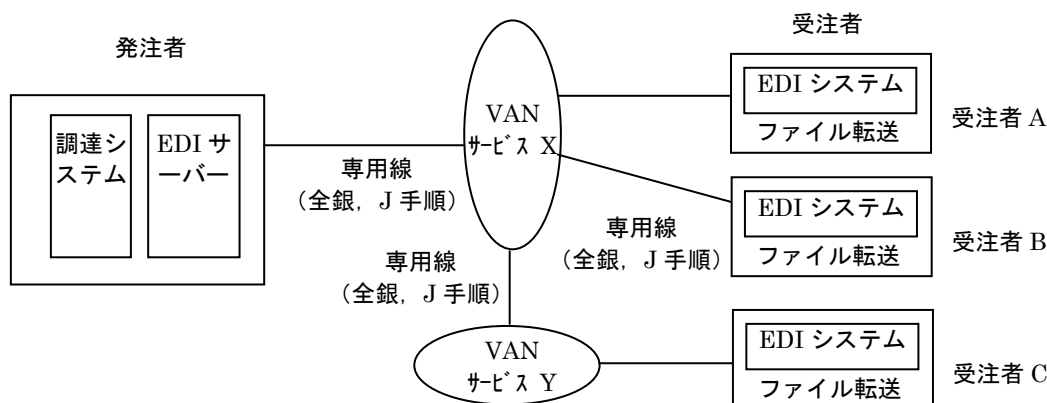 発注者
調達シ
ステム
EDI サ
ーバー
専用線
（全銀，J 手順）
VAN
ｻｰﾋﾞｽ X
専用線
（全銀，J 手順）
VAN
ｻｰﾋﾞｽ Y
専用線
（全銀，J 手順）
受注者
EDI システム
ファイル転送
受注者 A
EDI システム
ファイル転送
受注者 B
EDI システム
ファイル転送
受注者 C